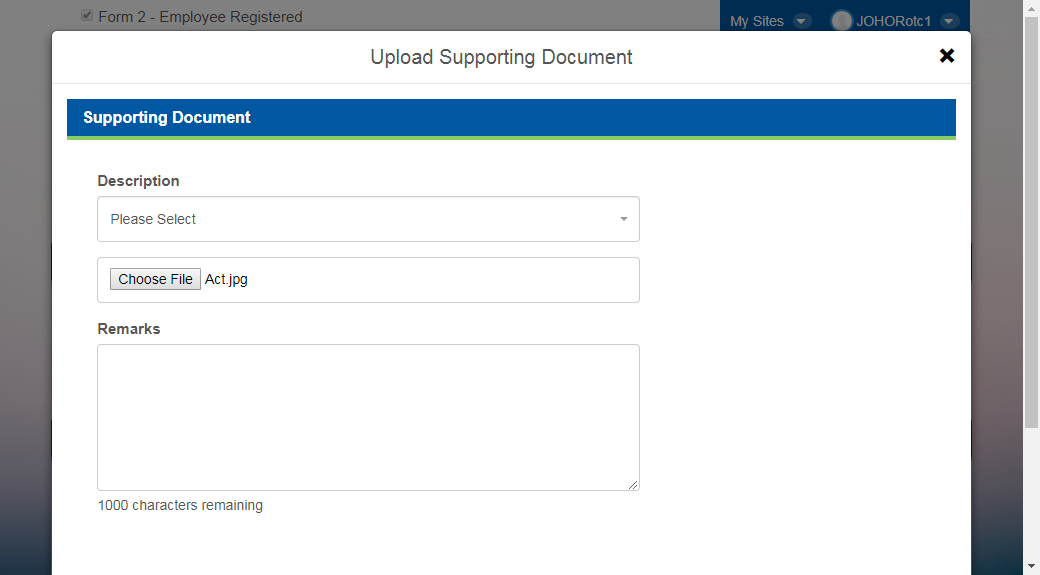 Form 2 - Employee Registered
My Sites JOHORotc1
Upload Supporting Document
Supporting Document
Description
Please Select
Choose File Act.jpg
Remarks
1000 characters remaining